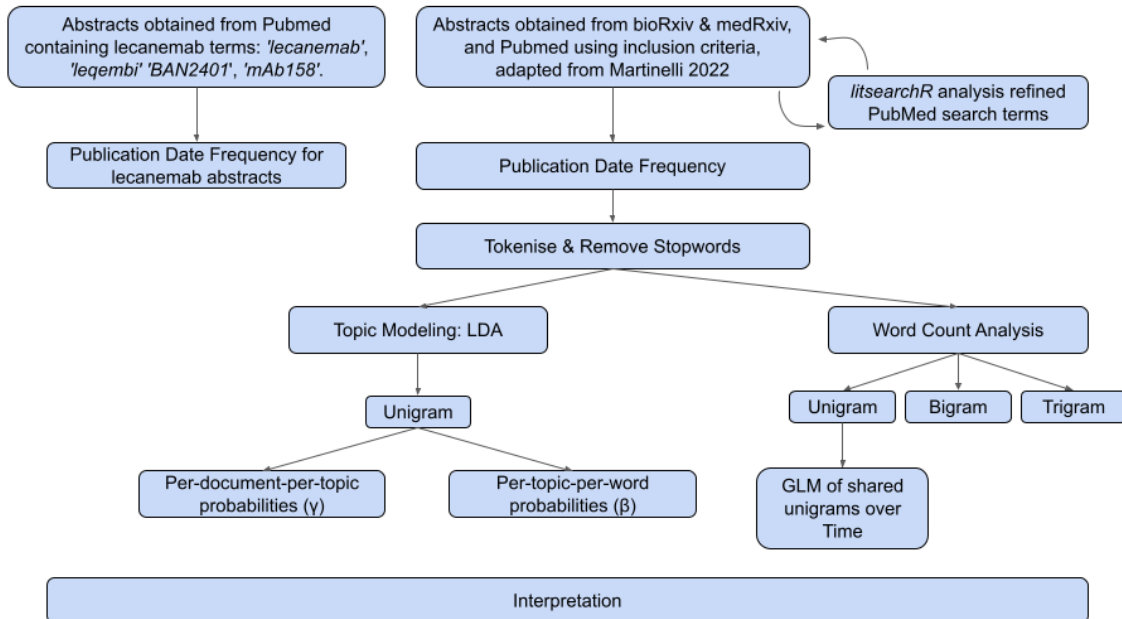 Abstracts obtained from Pubmed
containing lecanemab terms: 'lecanemab',
'leqembi' 'BAN2401', 'mAb158'.
Abstracts obtained from bioRxiv & medRxiv,
and Pubmed using inclusion criteria,
adapted from Martinelli 2022
litsearchR analysis refined
PubMed search terms
Publication Date Frequency for
lecanemab abstracts
Publication Date Frequency
Tokenise & Remove Stopwords
Topic Modeling: LDA
Word Count Analysis
Unigram
Unigram
Bigram
Trigram
Per-document-per-topic
probabilities (γ)
Per-topic-per-word
probabilities (β)
GLM of shared
unigrams over
Time
Interpretation